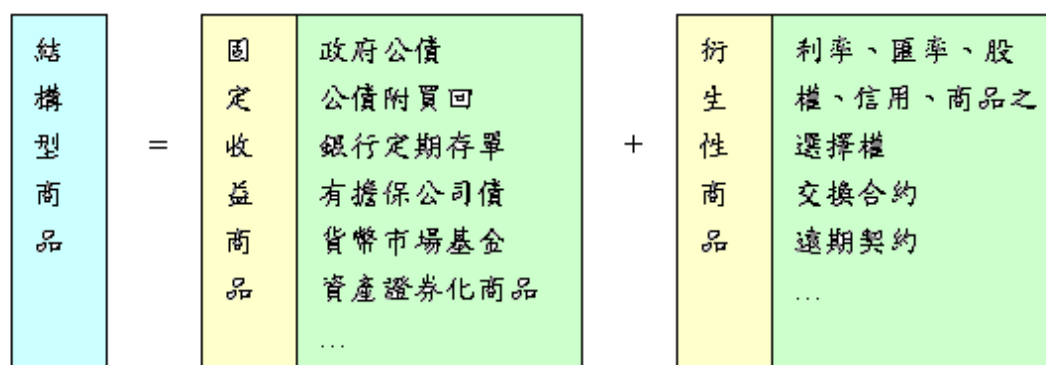 結構型商品
=
固定收益商品
政府公債
公債附買回
銀行定期存單
有擔保公司債
貨幣市場基金
資產證券化商品
...
+
衍生性商品
利率、匯率、股
權、信用、商品之
選擇權
交換合約
遠期契約
...